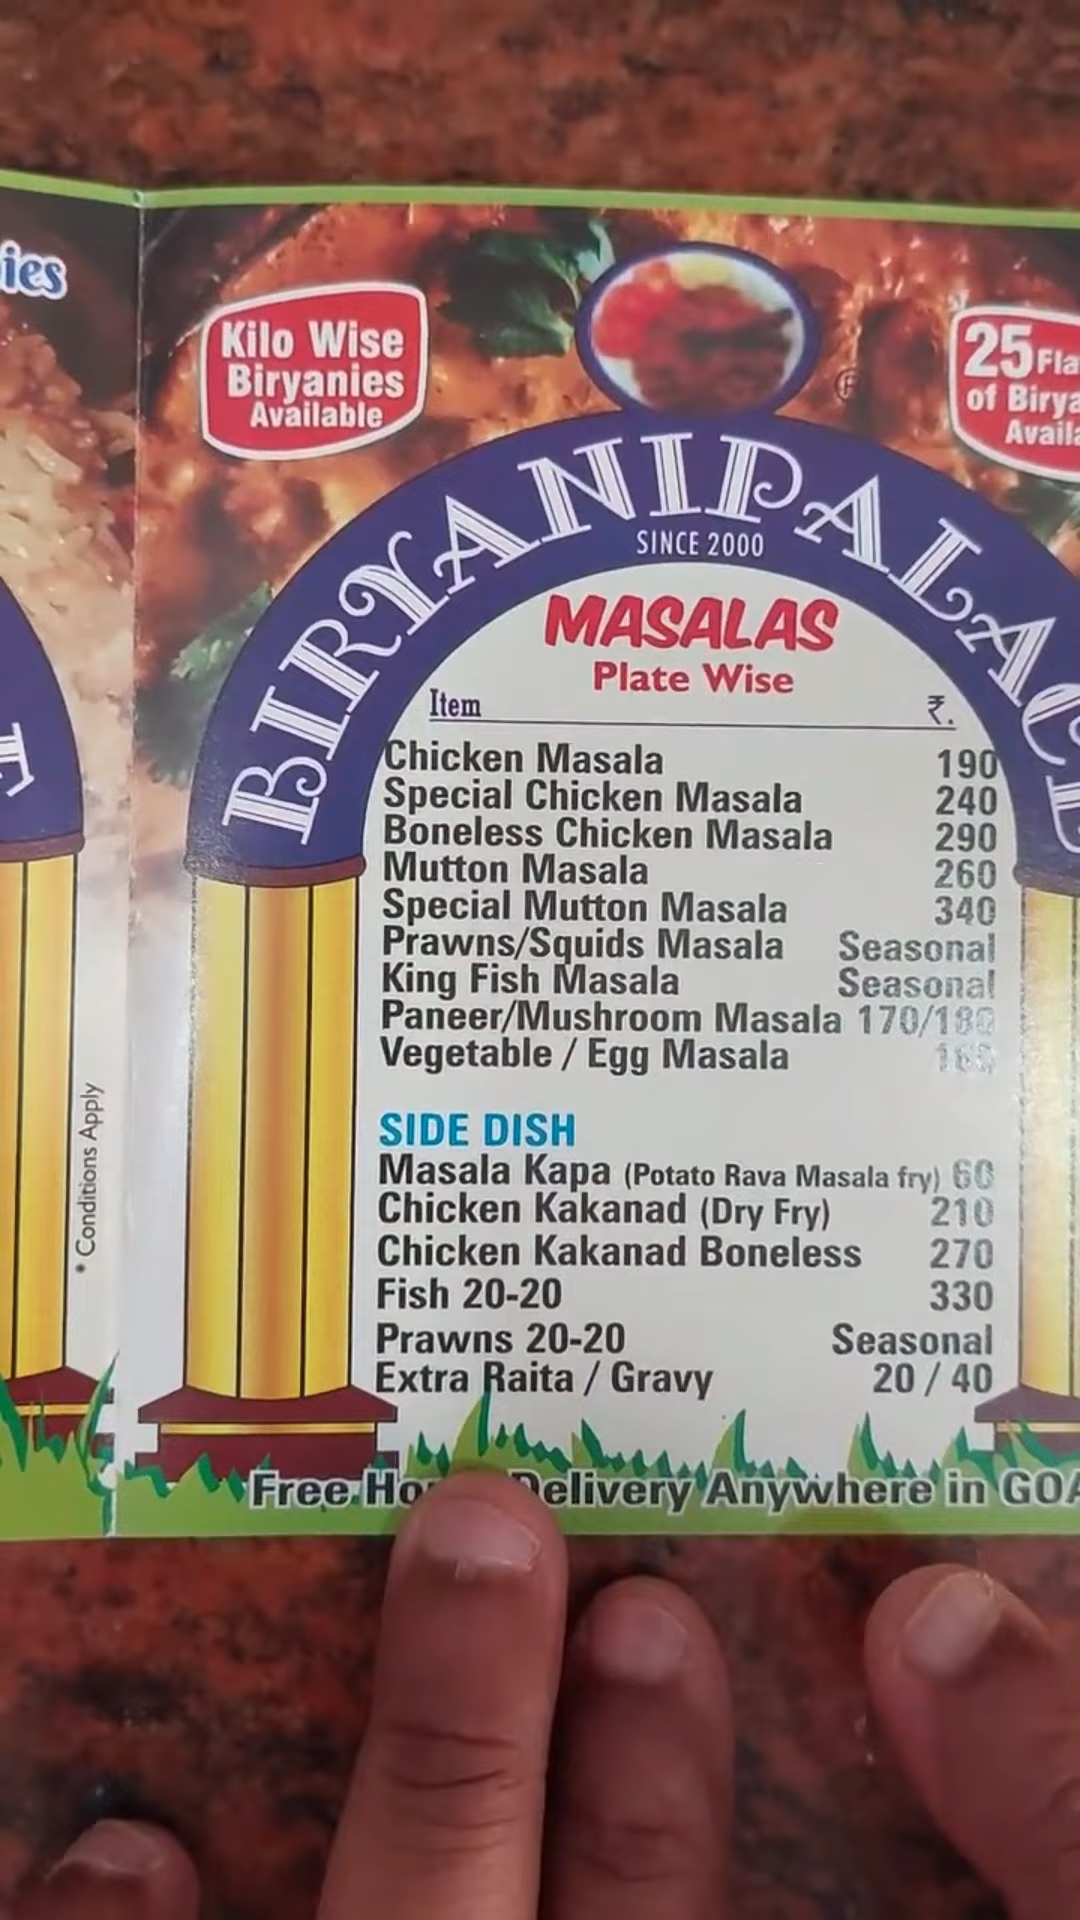 ies
Kilo Wise
Biryanies
Available
25 Fla
of Birya
Availa
®
BIRYANI PALACE
SINCE 2000
MASALAS
Plate Wise
Item ₹.
Chicken Masala 190
Special Chicken Masala 240
Boneless Chicken Masala 290
Mutton Masala 260
Special Mutton Masala 340
Prawns/Squids Masala Seasonal
King Fish Masala Seasonal
Paneer/Mushroom Masala 170/180
Vegetable / Egg Masala
SIDE DISH
Masala Kapa (Potato Rava Masala fry) 60
Chicken Kakanad (Dry Fry) 210
Chicken Kakanad Boneless 270
Fish 20-20 330
Prawns 20-20 Seasonal
Extra Raita / Gravy 20 / 40
* Conditions Apply
Free Ho Delivery Anywhere in GOA